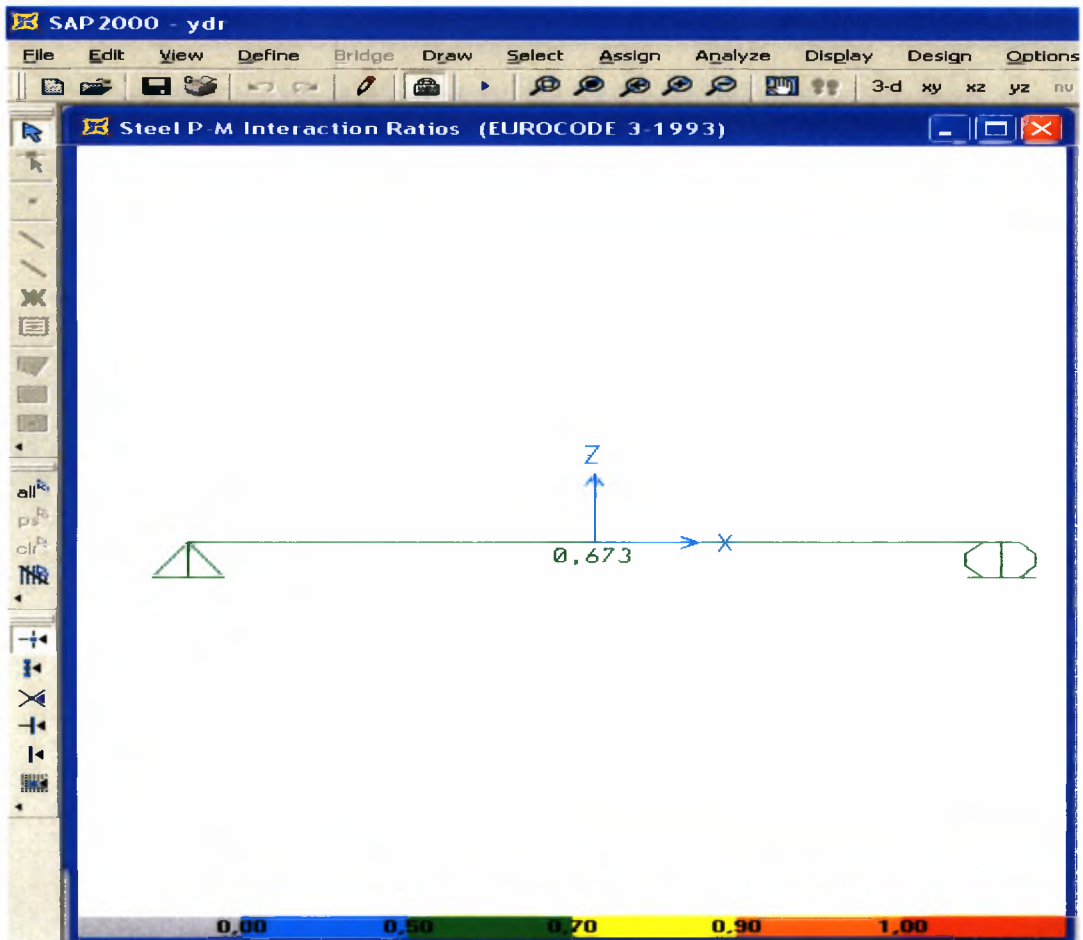 SAP2000 - ydr
File Edit View Define Bridge Draw Select Assign Analyze Display Design Options
3-d xy xz yz nv
Steel P-M Interaction Ratios (EUROCODE 3-1993)
all
ps
clr
Z
X
0,673
0,00 0,50 0,70 0,90 1,00